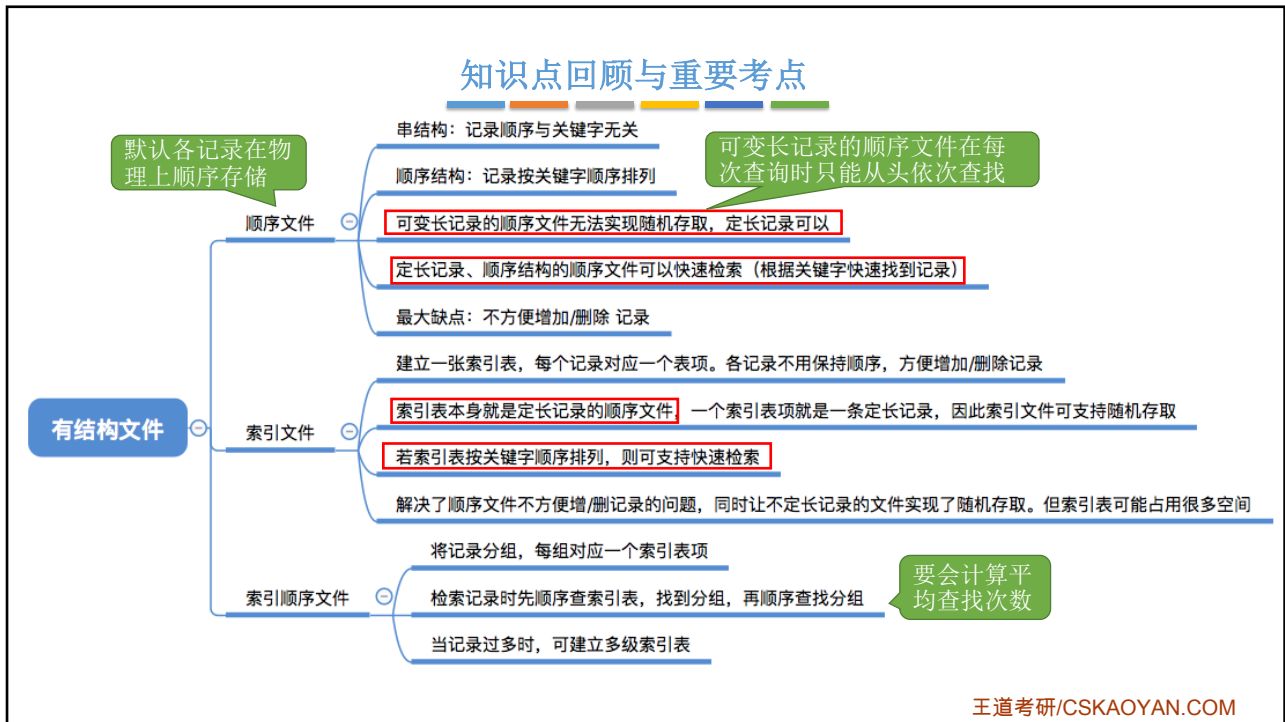 知识点回顾与重要考点
默认各记录在物
理上顺序存储
可变长记录的顺序文件在每
次查询时只能从头依次查找
有结构文件
顺序文件
串结构：记录顺序与关键字无关
顺序结构：记录按关键字顺序排列
可变长记录的顺序文件无法实现随机存取，定长记录可以
定长记录、顺序结构的顺序文件可以快速检索（根据关键字快速找到记录）
最大缺点：不方便增加/删除 记录
索引文件
建立一张索引表，每个记录对应一个表项。各记录不用保持顺序，方便增加/删除记录
索引表本身就是定长记录的顺序文件，一个索引表项就是一条定长记录，因此索引文件可支持随机存取
若索引表按关键字顺序排列，则可支持快速检索
解决了顺序文件不方便增/删记录的问题，同时让不定长记录的文件实现了随机存取。但索引表可能占用很多空间
索引顺序文件
将记录分组，每组对应一个索引表项
检索记录时先顺序查索引表，找到分组，再顺序查找分组
当记录过多时，可建立多级索引表
要会计算平
均查找次数
王道考研/CSKAOYAN.COM